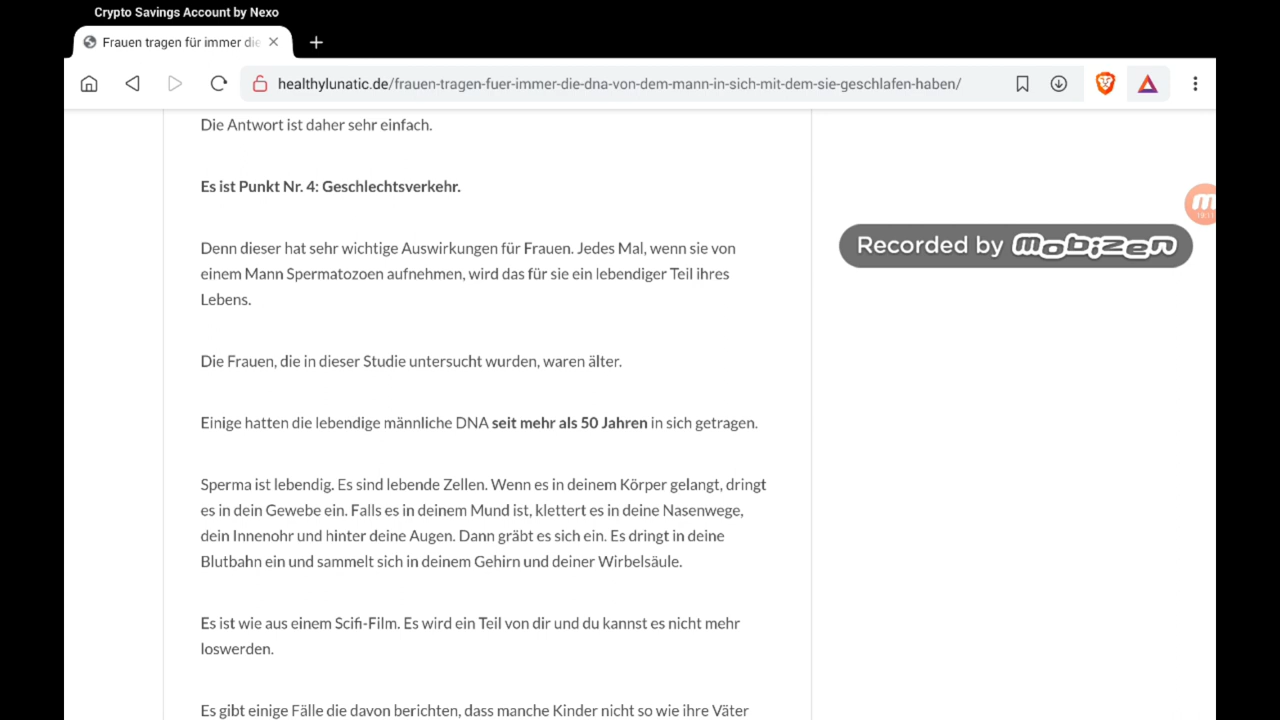 Crypto Savings Account by Nexo
Frauen tragen für immer die
healthylunatic.de/frauen-tragen-fuer-immer-die-dna-von-dem-mann-in-sich-mit-dem-sie-geschlafen-haben/
Die Antwort ist daher sehr einfach.
Es ist Punkt Nr. 4: Geschlechtsverkehr.
Recorded by mobizen
Denn dieser hat sehr wichtige Auswirkungen für Frauen. Jedes Mal, wenn sie von
einem Mann Spermatozoen aufnehmen, wird das für sie ein lebendiger Teil ihres
Lebens.
Die Frauen, die in dieser Studie untersucht wurden, waren älter.
Einige hatten die lebendige männliche DNA seit mehr als 50 Jahren in sich getragen.
Sperma ist lebendig. Es sind lebende Zellen. Wenn es in deinem Körper gelangt, dringt
es in dein Gewebe ein. Falls es in deinem Mund ist, klettert es in deine Nasenwege,
dein Innenohr und hinter deine Augen. Dann gräbt es sich ein. Es dringt in deine
Blutbahn ein und sammelt sich in deinem Gehirn und deiner Wirbelsäule.
Es ist wie aus einem Scifi-Film. Es wird ein Teil von dir und du kannst es nicht mehr
loswerden.
Es gibt einige Fälle die davon berichten, dass manche Kinder nicht so wie ihre Väter